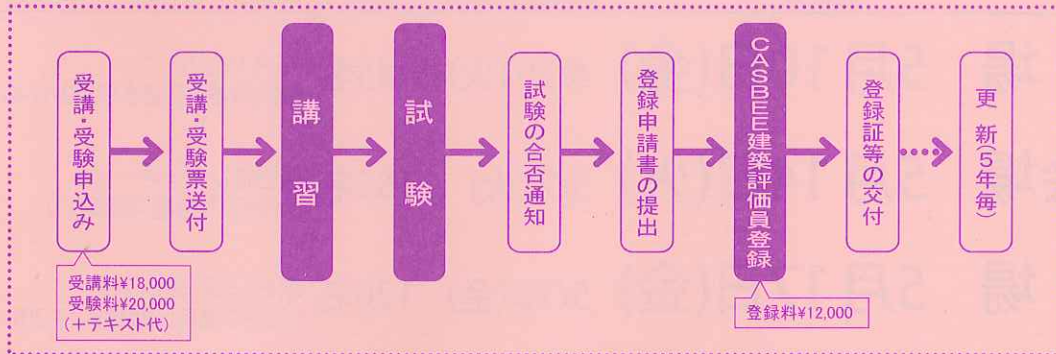 受講・受験申込み
受講・受験票送付
講習
試験
試験の合否通知
登録申請書の提出
CASBEE建築評価員登録
登録証等の交付
更 新(5年毎)
受講料¥18,000
受験料¥20,000
(+テキスト代)
登録料¥12,000